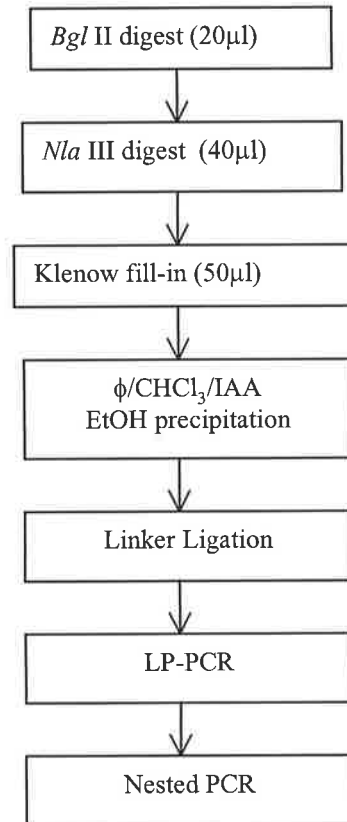 Bgl II digest (20µl)
Nla III digest (40µl)
Klenow fill-in (50µl)
ϕ/CHCl₃/IAA
EtOH precipitation
Linker Ligation
LP-PCR
Nested PCR